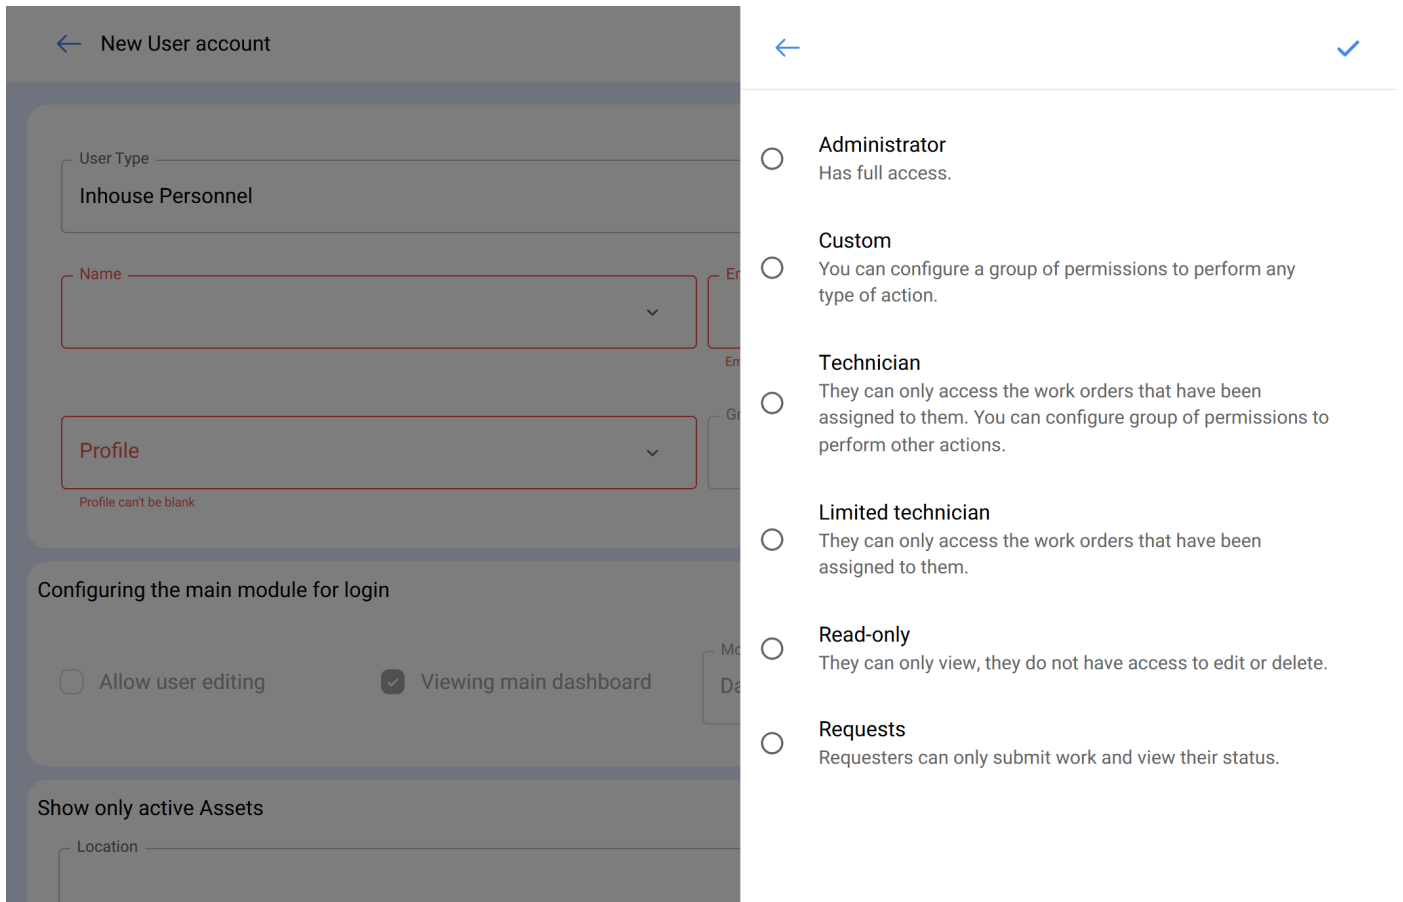 New User account
User Type
Inhouse Personnel
Name
Profile
Profile can't be blank
Configuring the main module for login
Allow user editing
Viewing main dashboard
Show only active Assets
Location
Administrator
Has full access.
Custom
You can configure a group of permissions to perform any
type of action.
Technician
They can only access the work orders that have been
assigned to them. You can configure group of permissions to
perform other actions.
Limited technician
They can only access the work orders that have been
assigned to them.
Read-only
They can only view, they do not have access to edit or delete.
Requests
Requesters can only submit work and view their status.